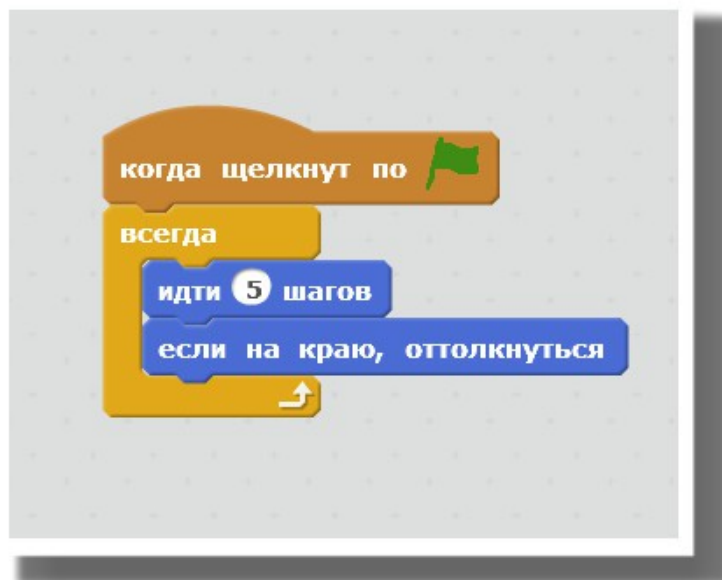 когда щелкнут по
всегда
идти 5 шагов
если на краю, оттолкнуться